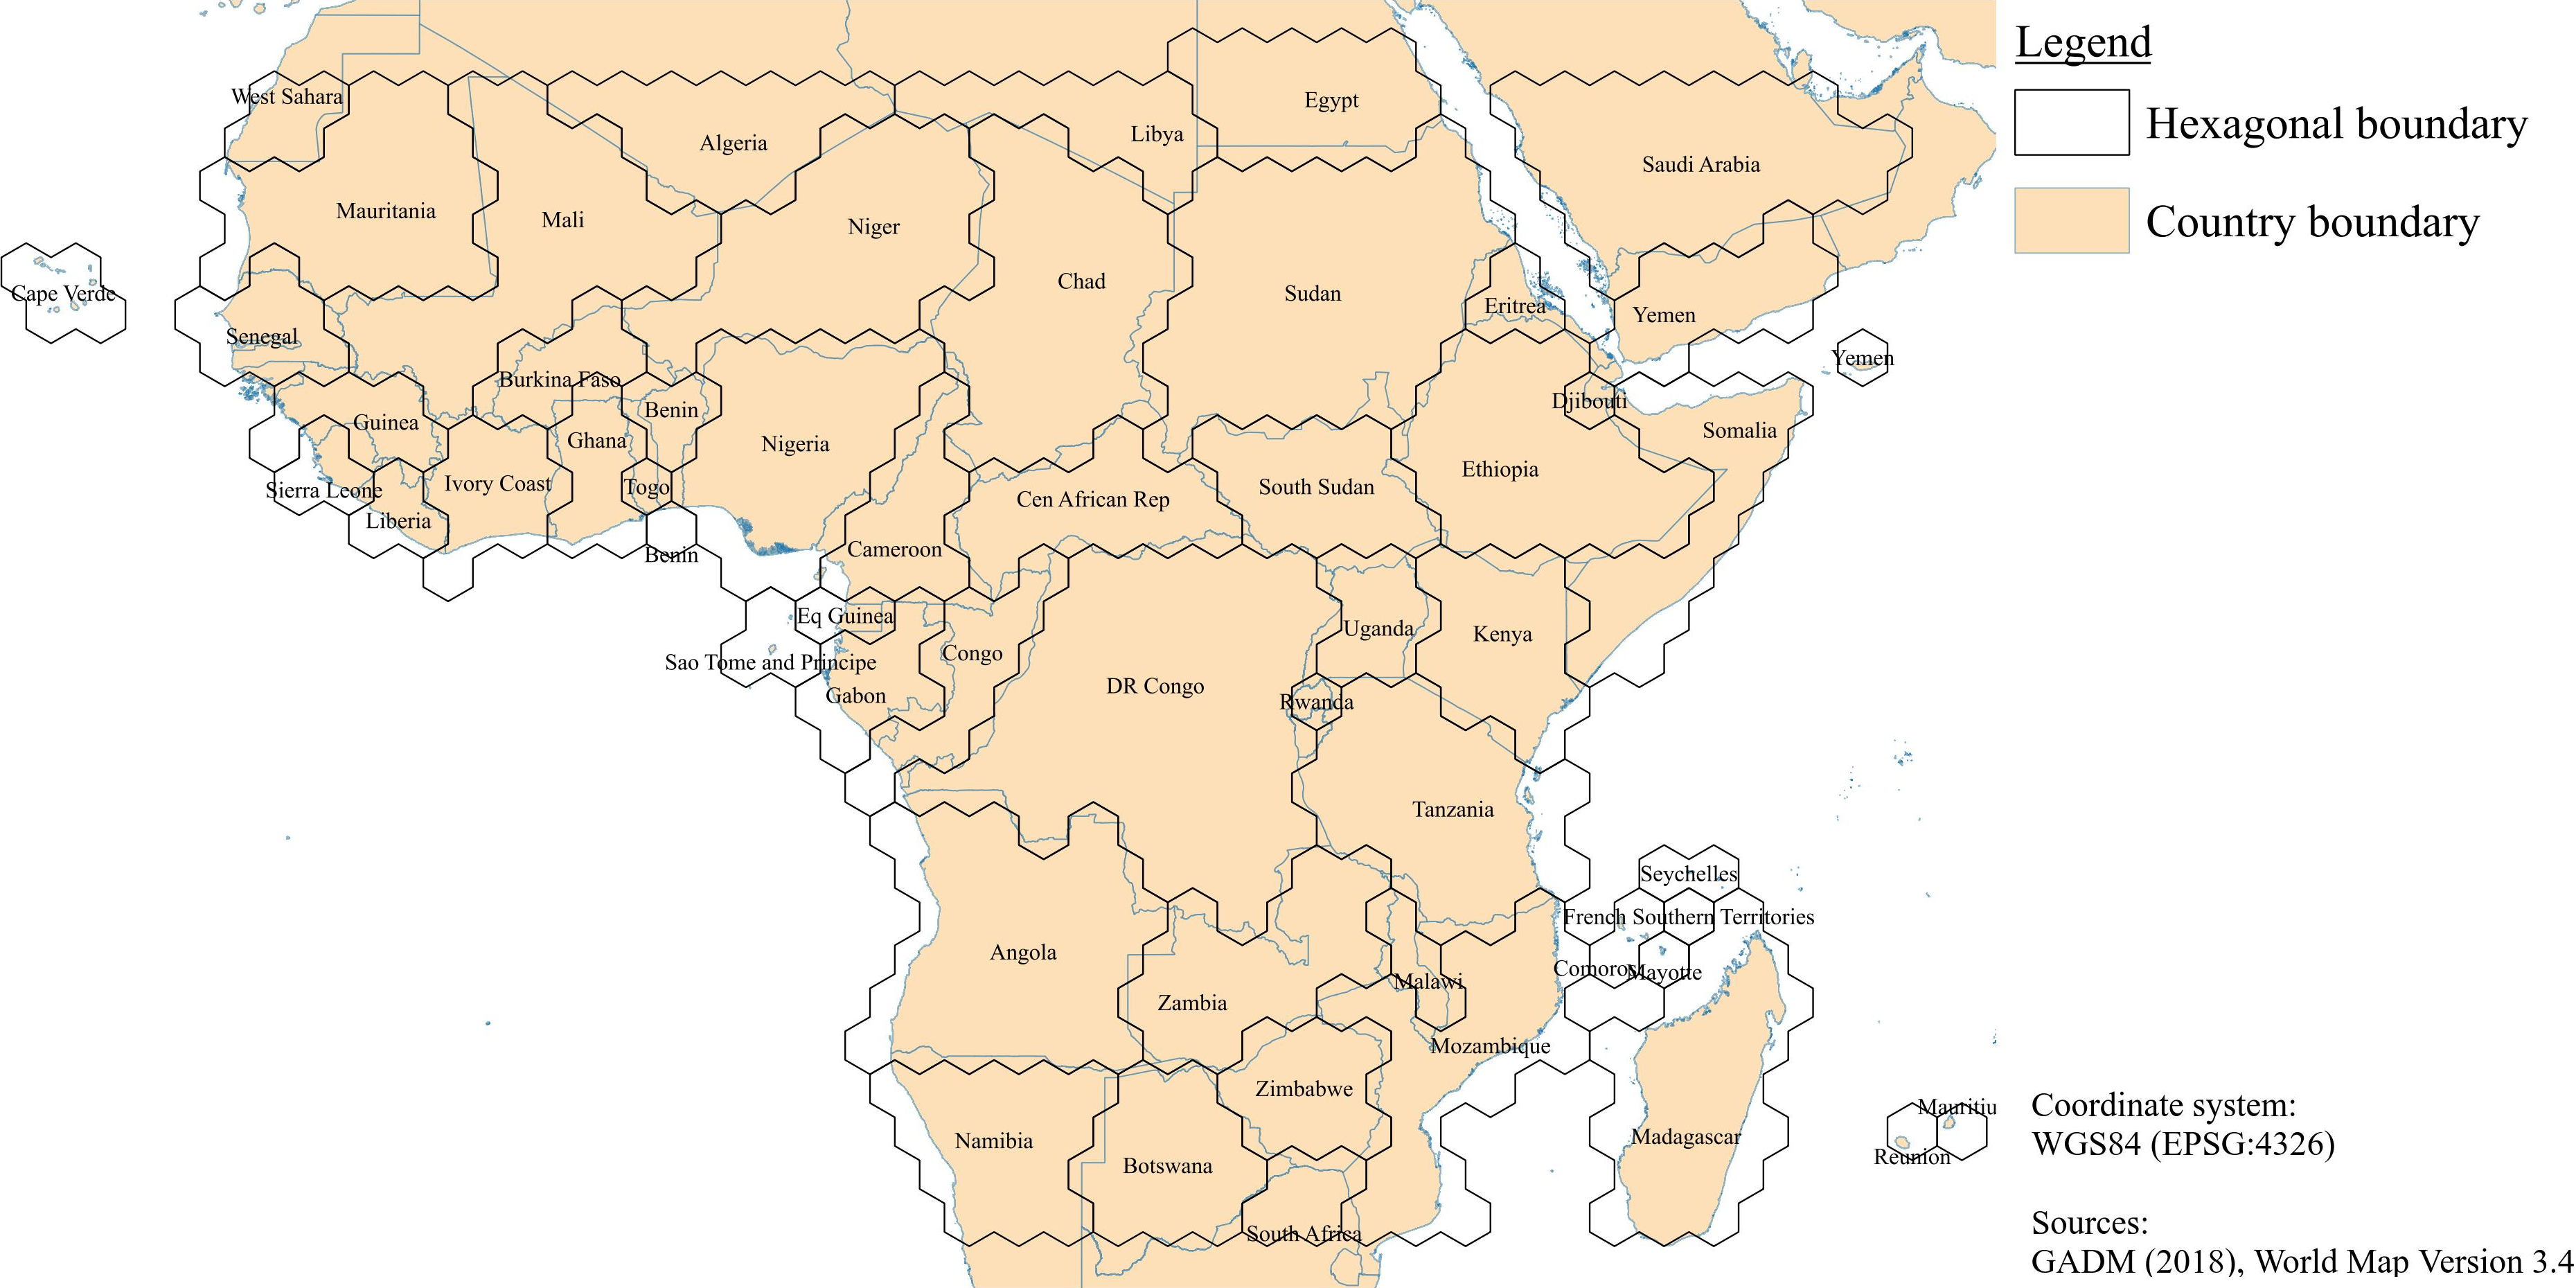 Legend
Hexagonal boundary
Country boundary
West Sahara
Egypt
Libya
Algeria
Saudi Arabia
Mauritania
Mali
Niger
Chad
Sudan
Cape Verde
Eritrea
Yemen
Senegal
Yemen
Burkina Faso
Djibouti
Benin
Guinea
Somalia
Ghana
Nigeria
Ethiopia
Ivory Coast
Togo
South Sudan
Sierra Leone
Cen African Rep
Liberia
Cameroon
Benin
Eq Guinea
Uganda
Kenya
Congo
Sao Tome and Principe
DR Congo
Gabon
Rwanda
Tanzania
Seychelles
French Southern Territories
Angola
Comoros
Mayotte
Malawi
Zambia
Mozambique
Zimbabwe
Mauritiu
Namibia
Madagascar
Reunion
Botswana
South Africa
Coordinate system:
WGS84 (EPSG:4326)
Sources:
GADM (2018), World Map Version 3.4